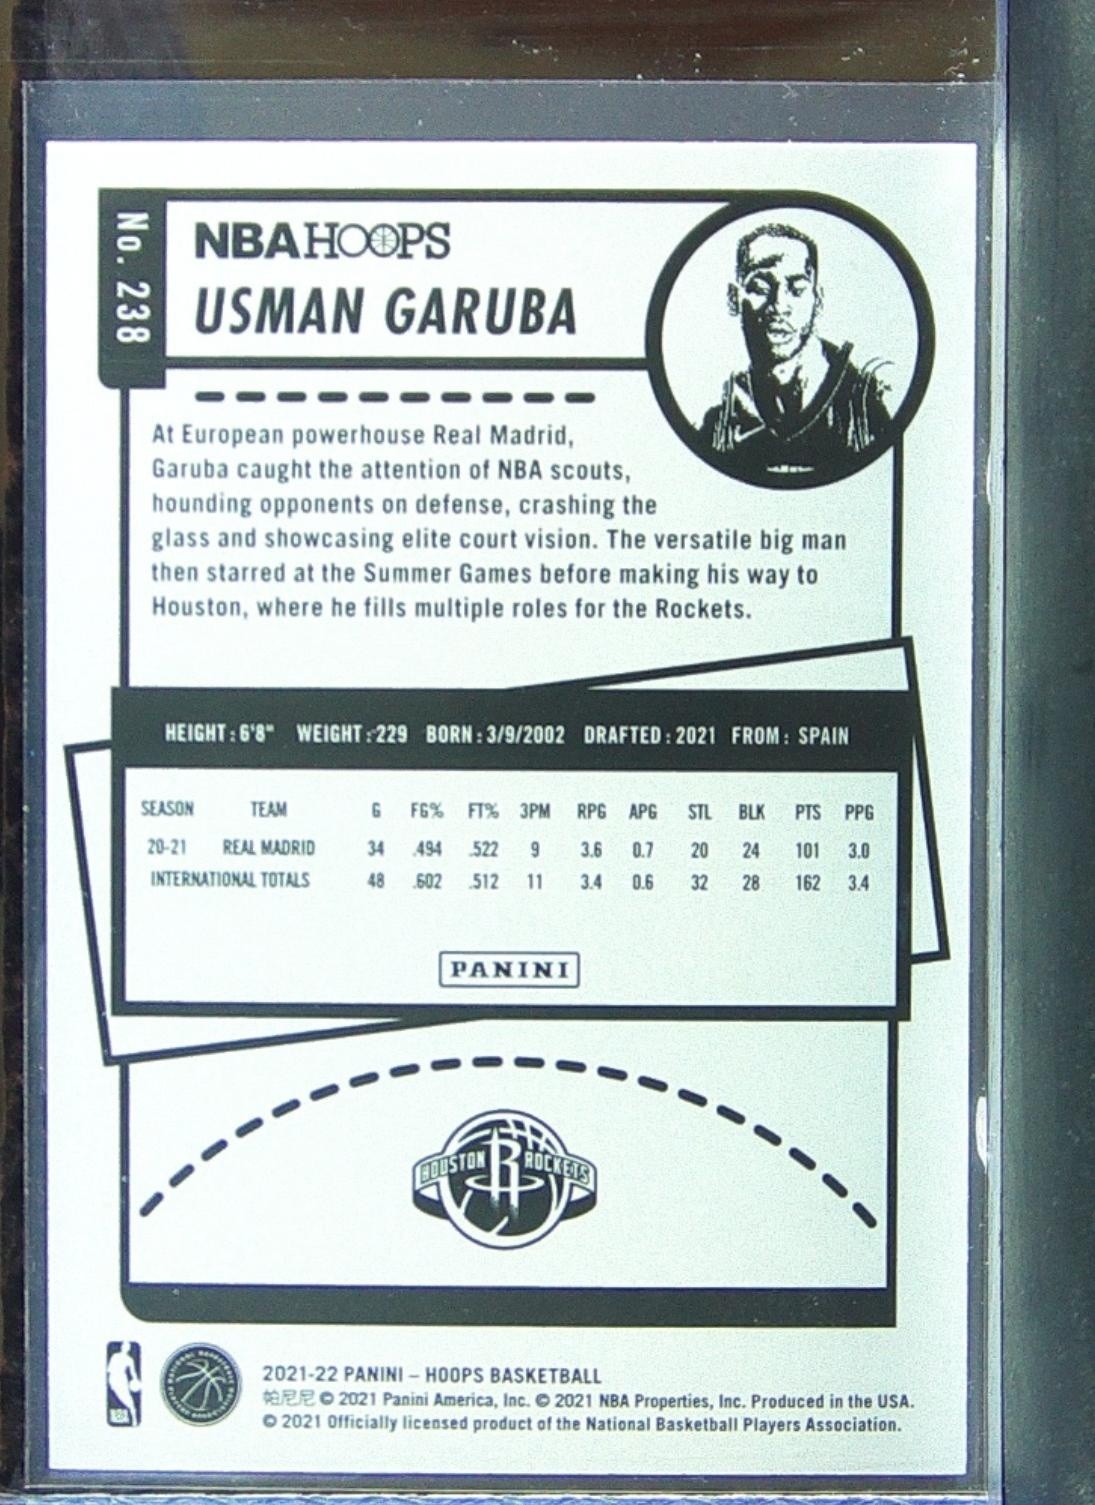 No. 238
NBA HOOPS
USMAN GARUBA
At European powerhouse Real Madrid,
Garuba caught the attention of NBA scouts,
hounding opponents on defense, crashing the
glass and showcasing elite court vision. The versatile big man
then starred at the Summer Games before making his way to
Houston, where he fills multiple roles for the Rockets.
HEIGHT: 6'8" WEIGHT: 229 BORN: 3/9/2002 DRAFTED: 2021 FROM: SPAIN
SEASON TEAM G FG% FT% 3PM RPG APG STL BLK PTS PPG
20-21 REAL MADRID 34 .494 .522 9 3.6 0.7 20 24 101 3.0
INTERNATIONAL TOTALS 48 .602 .512 11 3.4 0.6 32 28 162 3.4
PANINI
HOUSTON R ROCKETS
2021-22 PANINI – HOOPS BASKETBALL
帕尼尼 © 2021 Panini America, Inc. © 2021 NBA Properties, Inc. Produced in the USA.
© 2021 Officially licensed product of the National Basketball Players Association.